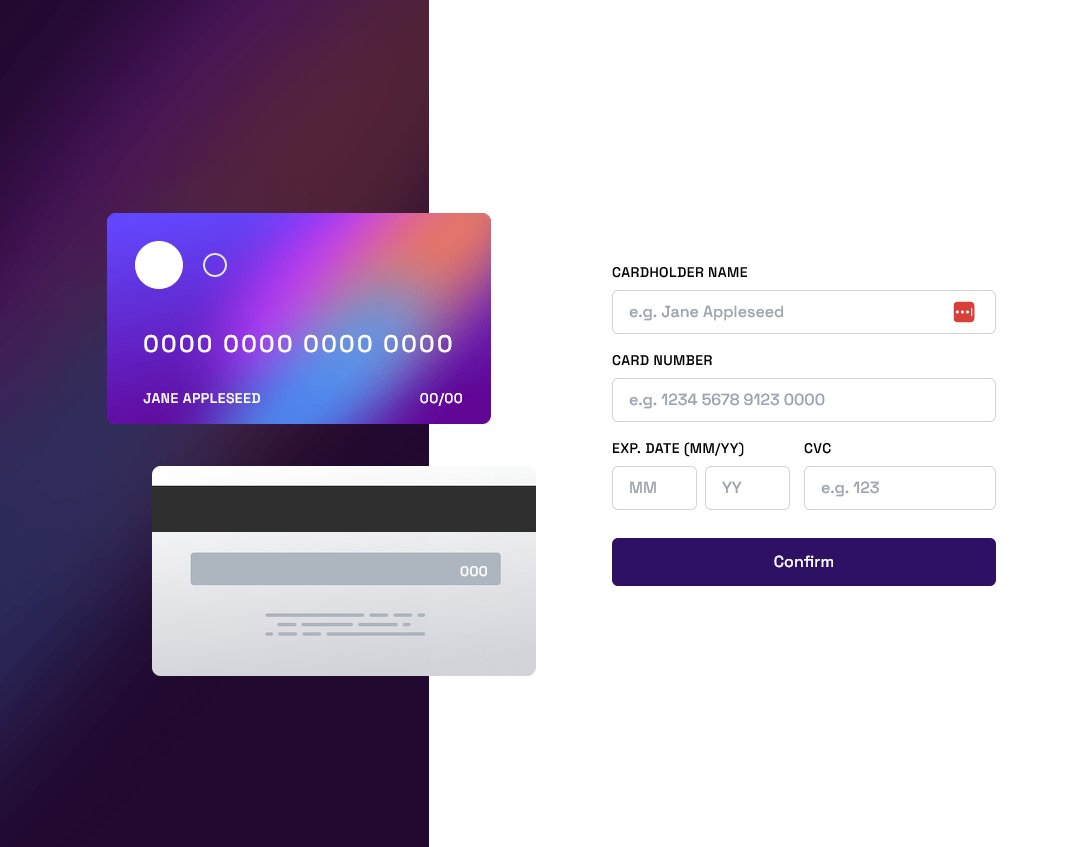 0000 0000 0000 0000
JANE APPLESEED 00/00
000
CARDHOLDER NAME
e.g. Jane Appleseed
CARD NUMBER
e.g. 1234 5678 9123 0000
EXP. DATE (MM/YY) CVC
MM YY e.g. 123
Confirm